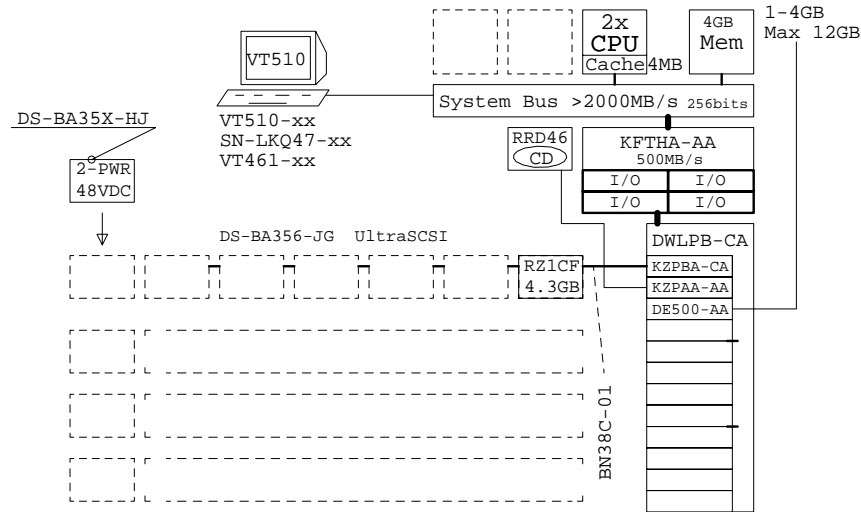 1-4GB
Max 12GB
2x
CPU
Cache 4MB
4GB
Mem
VT510
System Bus >2000MB/s 256bits
VT510-xx
SN-LKQ47-xx
VT461-xx
DS-BA35X-HJ
2-PWR
48VDC
RRD46
CD
KFTHA-AA
500MB/s
I/O I/O
I/O I/O
DS-BA356-JG UltraSCSI
DWLPB-CA
RZ1CF
4.3GB
KZPBA-CA
KZPAA-AA
DE500-AA
BN38C-01